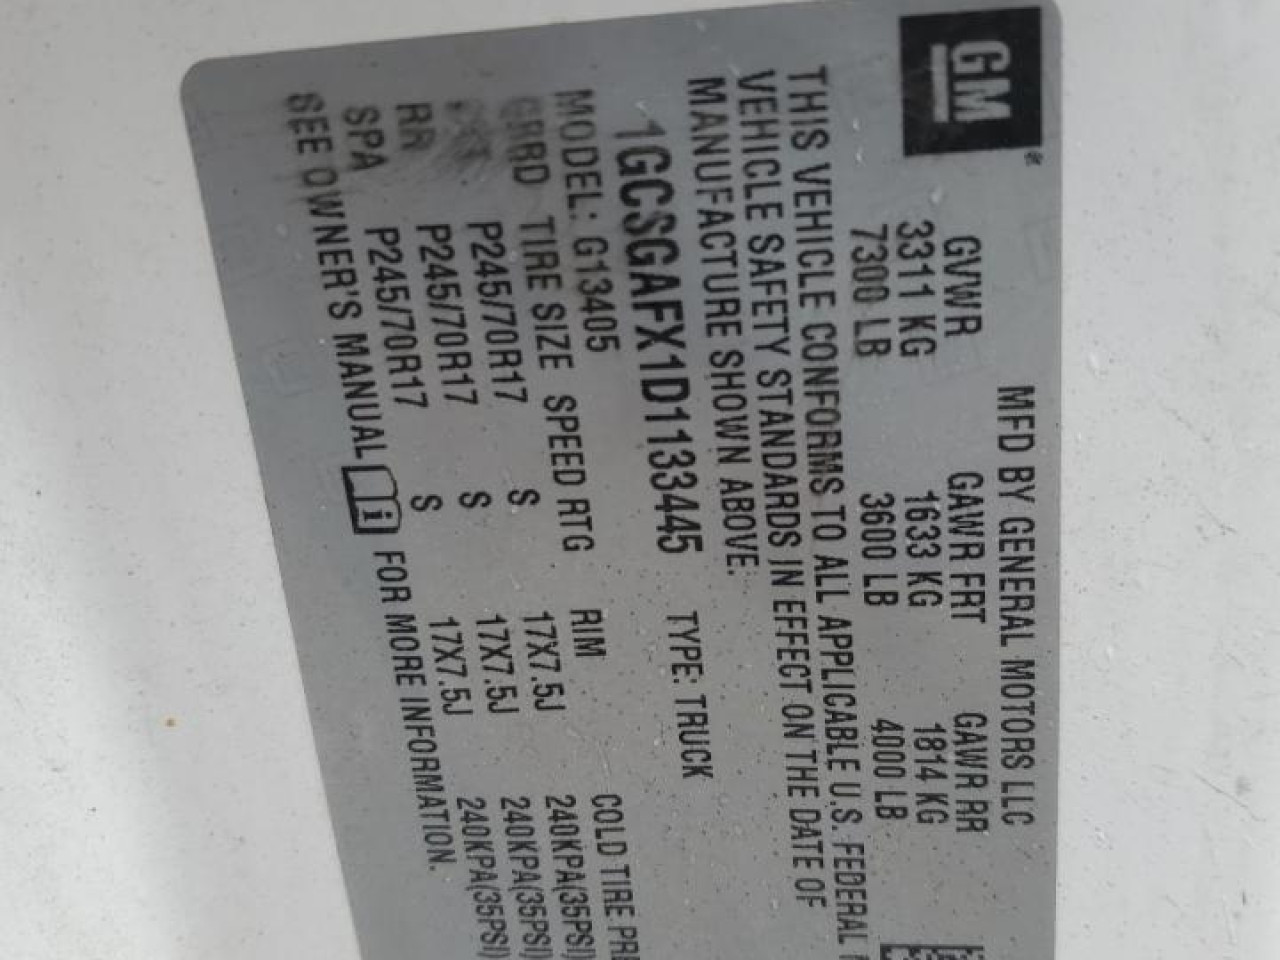 GM
MFD BY GENERAL MOTORS LLC
GVWR GAWR FRT GAWR RR
3311 KG 1633 KG 1814 KG
7300 LB 3600 LB 4000 LB
THIS VEHICLE CONFORMS TO ALL APPLICABLE U.S. FEDERAL
VEHICLE SAFETY STANDARDS IN EFFECT ON THE DATE OF
MANUFACTURE SHOWN ABOVE.
1GCSGAFX1D1133445 TYPE: TRUCK
MODEL: G13405
TIRE SIZE SPEED RTG RIM COLD TIRE
P245/70R17 S 17X7.5J 240KPA(35PSI)
RR P245/70R17 S 17X7.5J 240KPA(35PSI)
SPA P245/70R17 S 17X7.5J 240KPA(35PSI)
SEE OWNER'S MANUAL i FOR MORE INFORMATION.